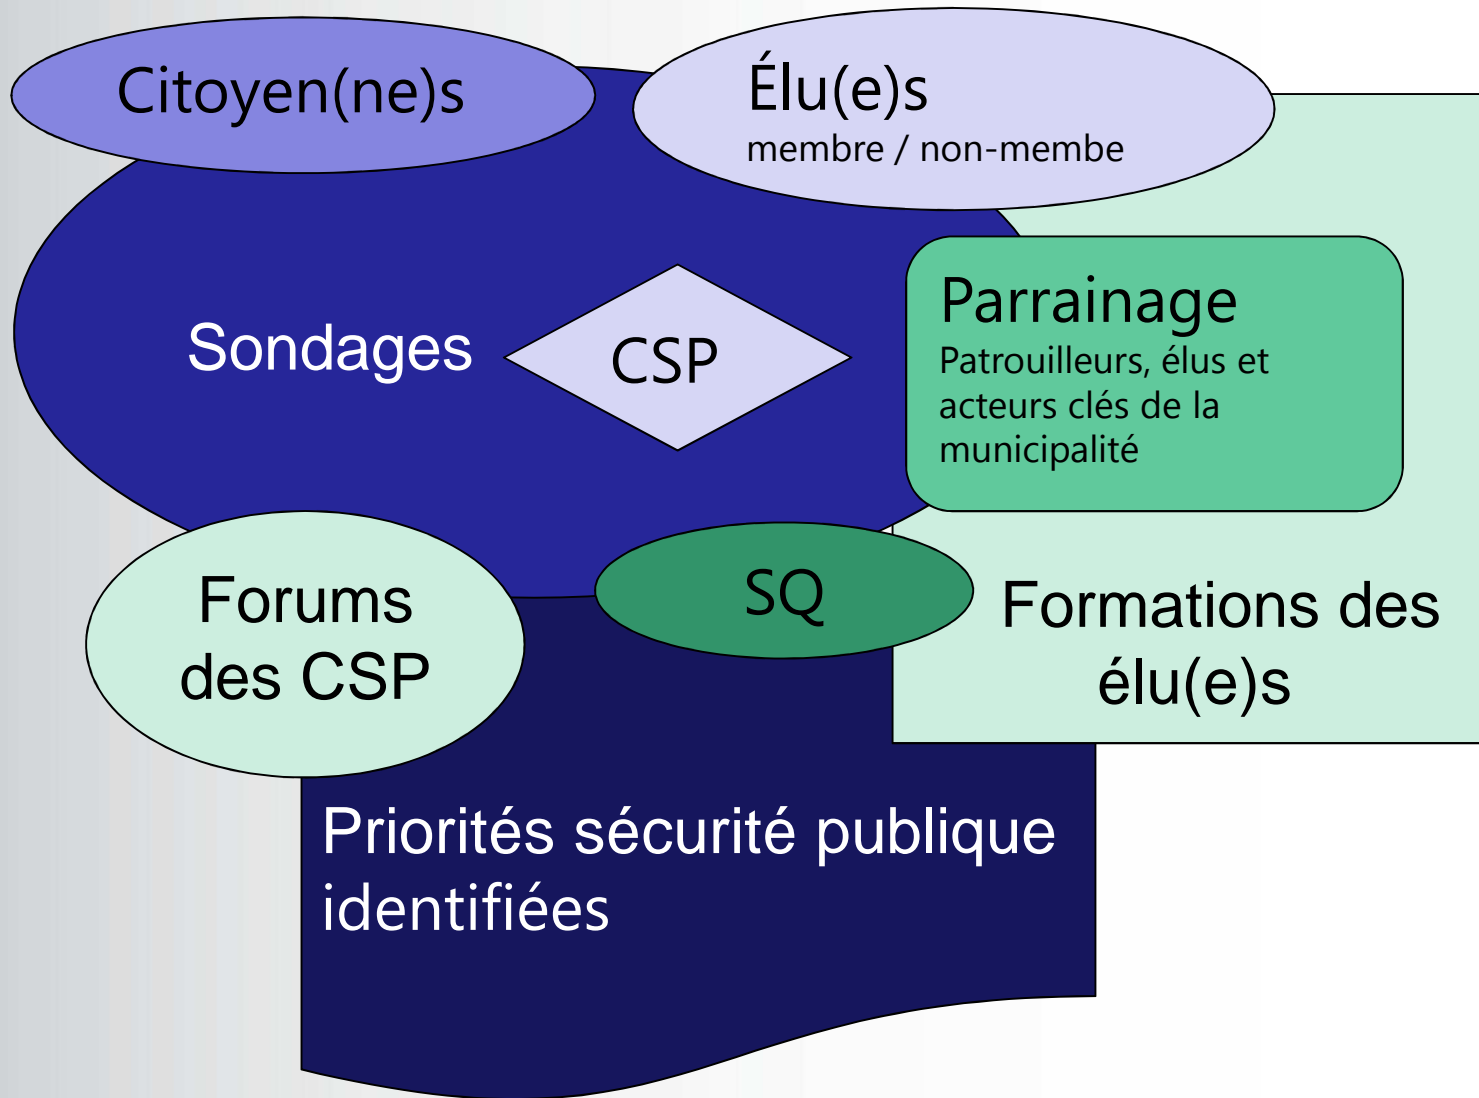 Citoyen(ne)s
Élu(e)s
membre / non-membe
Sondages
CSP
Parrainage
Patrouilleurs, élus et
acteurs clés de la
municipalité
Forums
des CSP
SQ
Formations des
élu(e)s
Priorités sécurité publique
identifiées